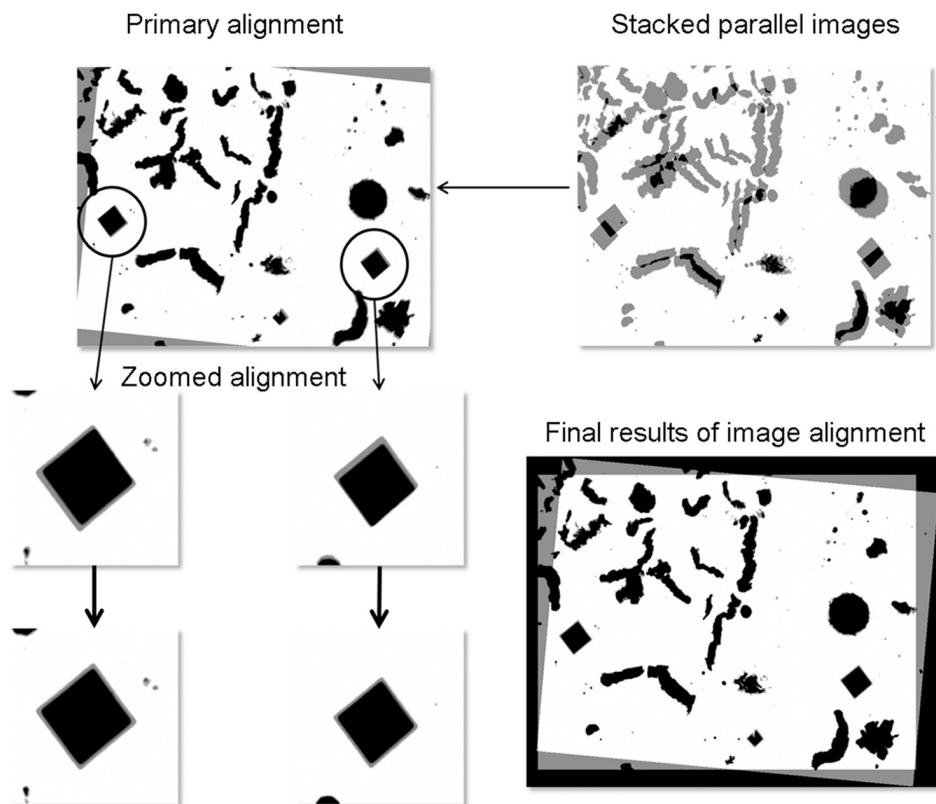 Primary alignment
Stacked parallel images
Zoomed alignment
Final results of image alignment